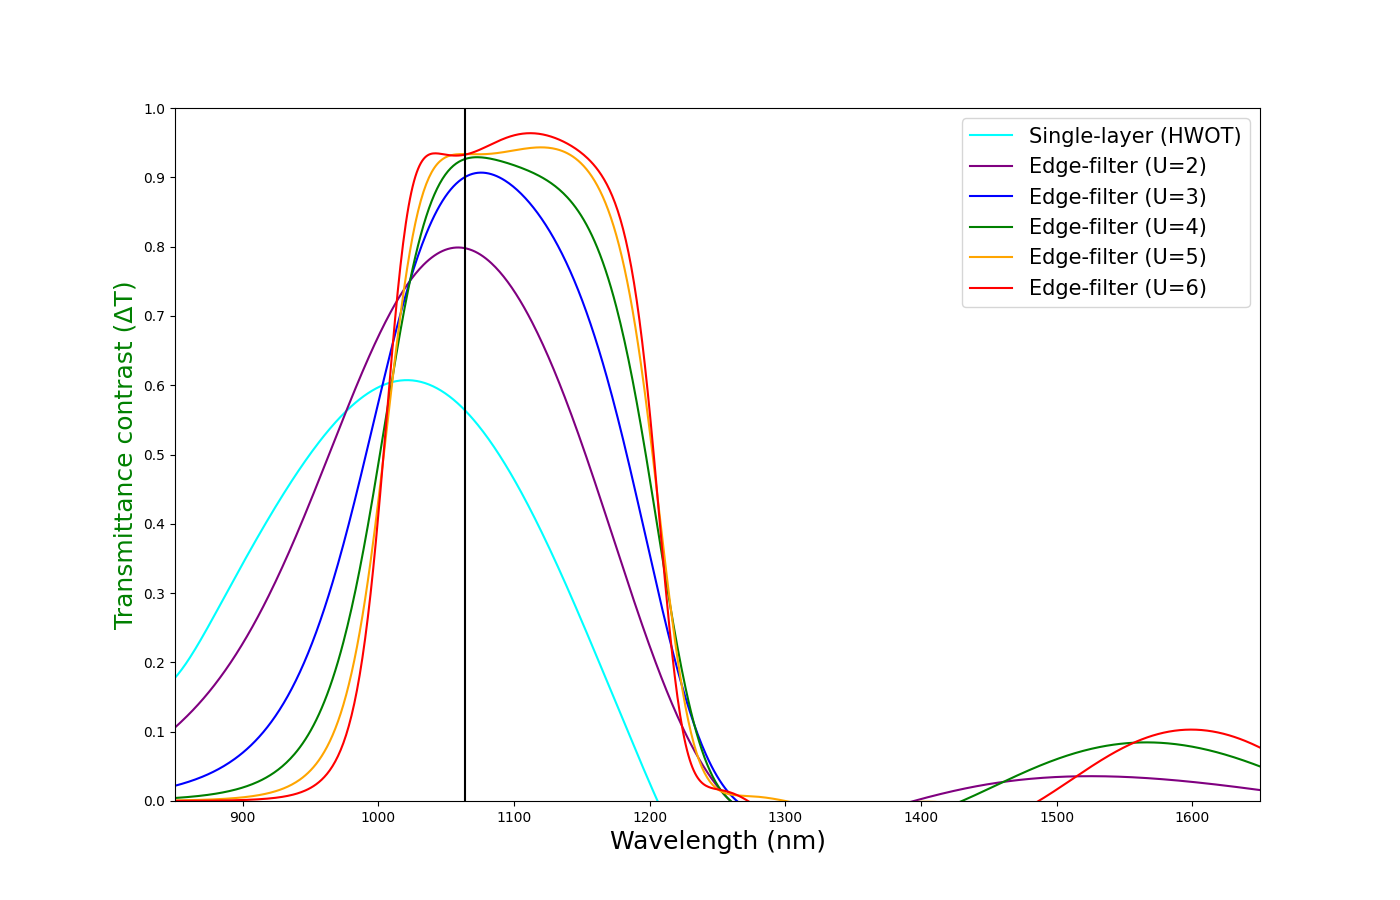 1.0
0.9
0.8
0.7
0.6
0.5
0.4
0.3
0.2
0.1
0.0
Transmittance contrast (ΔT)
Single-layer (HWOT)
Edge-filter (U=2)
Edge-filter (U=3)
Edge-filter (U=4)
Edge-filter (U=5)
Edge-filter (U=6)
900 1000 1100 1200 1300 1400 1500 1600
Wavelength (nm)